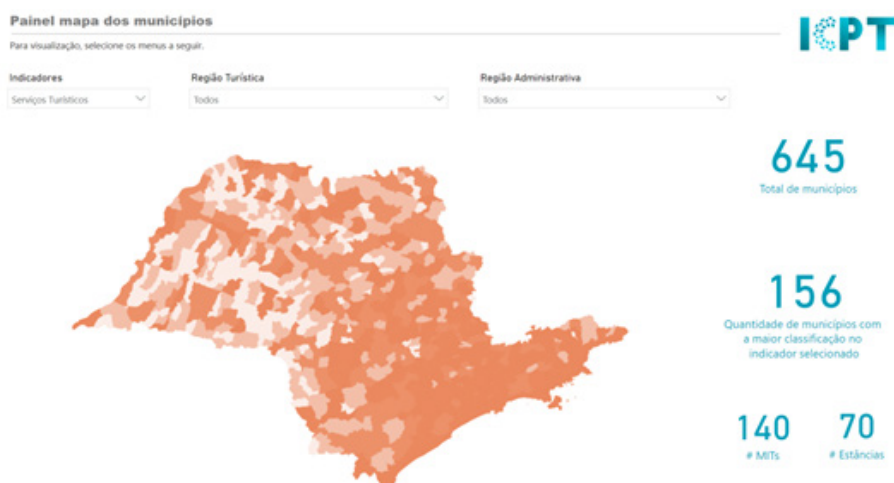 Painel mapa dos municípios
ICPT
Para visualização, selecione os menus a seguir.
Indicadores
Região Turística
Região Administrativa
Serviços Turísticos
Todos
Todos
645
Total de municípios
156
Quantidade de municípios com
a maior classificação no
indicador selecionado
140
# MITs
70
# Estâncias